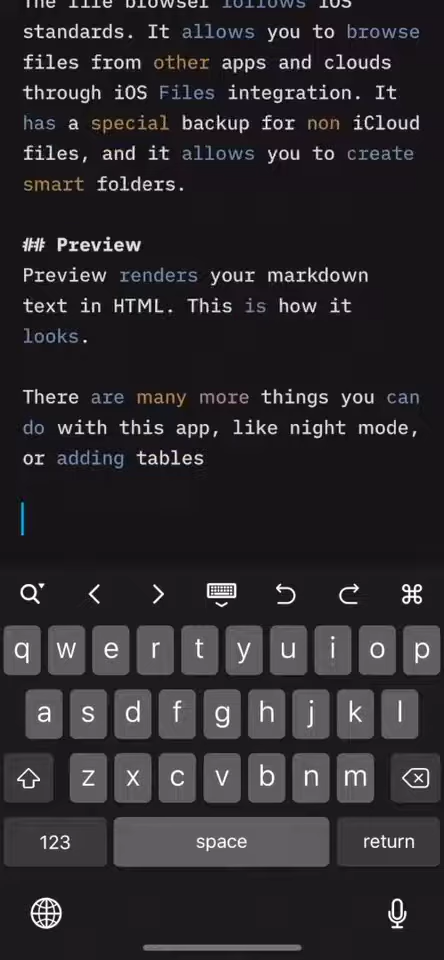 The file browser follows iOS
standards. It allows you to browse
files from other apps and clouds
through iOS Files integration. It
has a special backup for non iCloud
files, and it allows you to create
smart folders.
## Preview
Preview renders your markdown
text in HTML. This is how it
looks.
There are many more things you can
do with this app, like night mode,
or adding tables
q w e r t y u i o p
a s d f g h j k l
z x c v b n m
123 space return